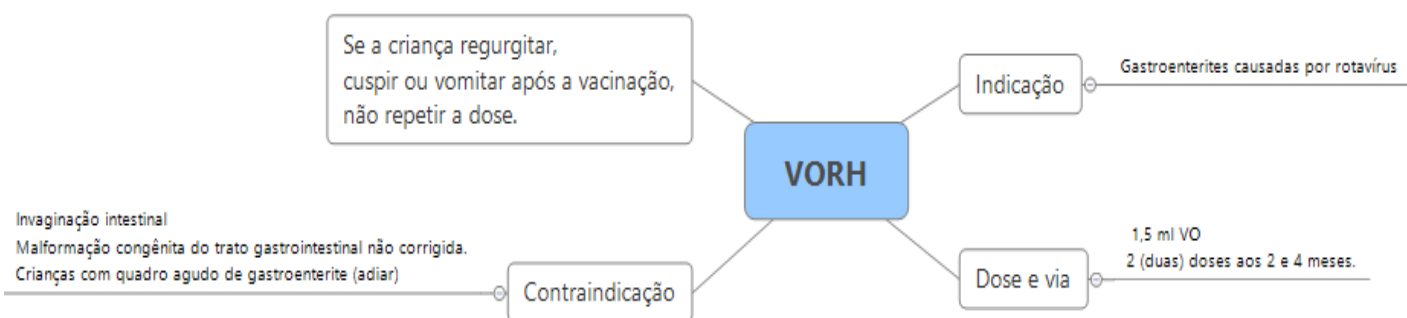 Se a criança regurgitar,
cuspir ou vomitar após a vacinação,
não repetir a dose.
Indicação
Gastroenterites causadas por rotavírus
VORH
Invaginação intestinal
Malformação congênita do trato gastrointestinal não corrigida.
Crianças com quadro agudo de gastroenterite (adiar)
Contraindicação
Dose e via
1,5 ml VO
2 (duas) doses aos 2 e 4 meses.